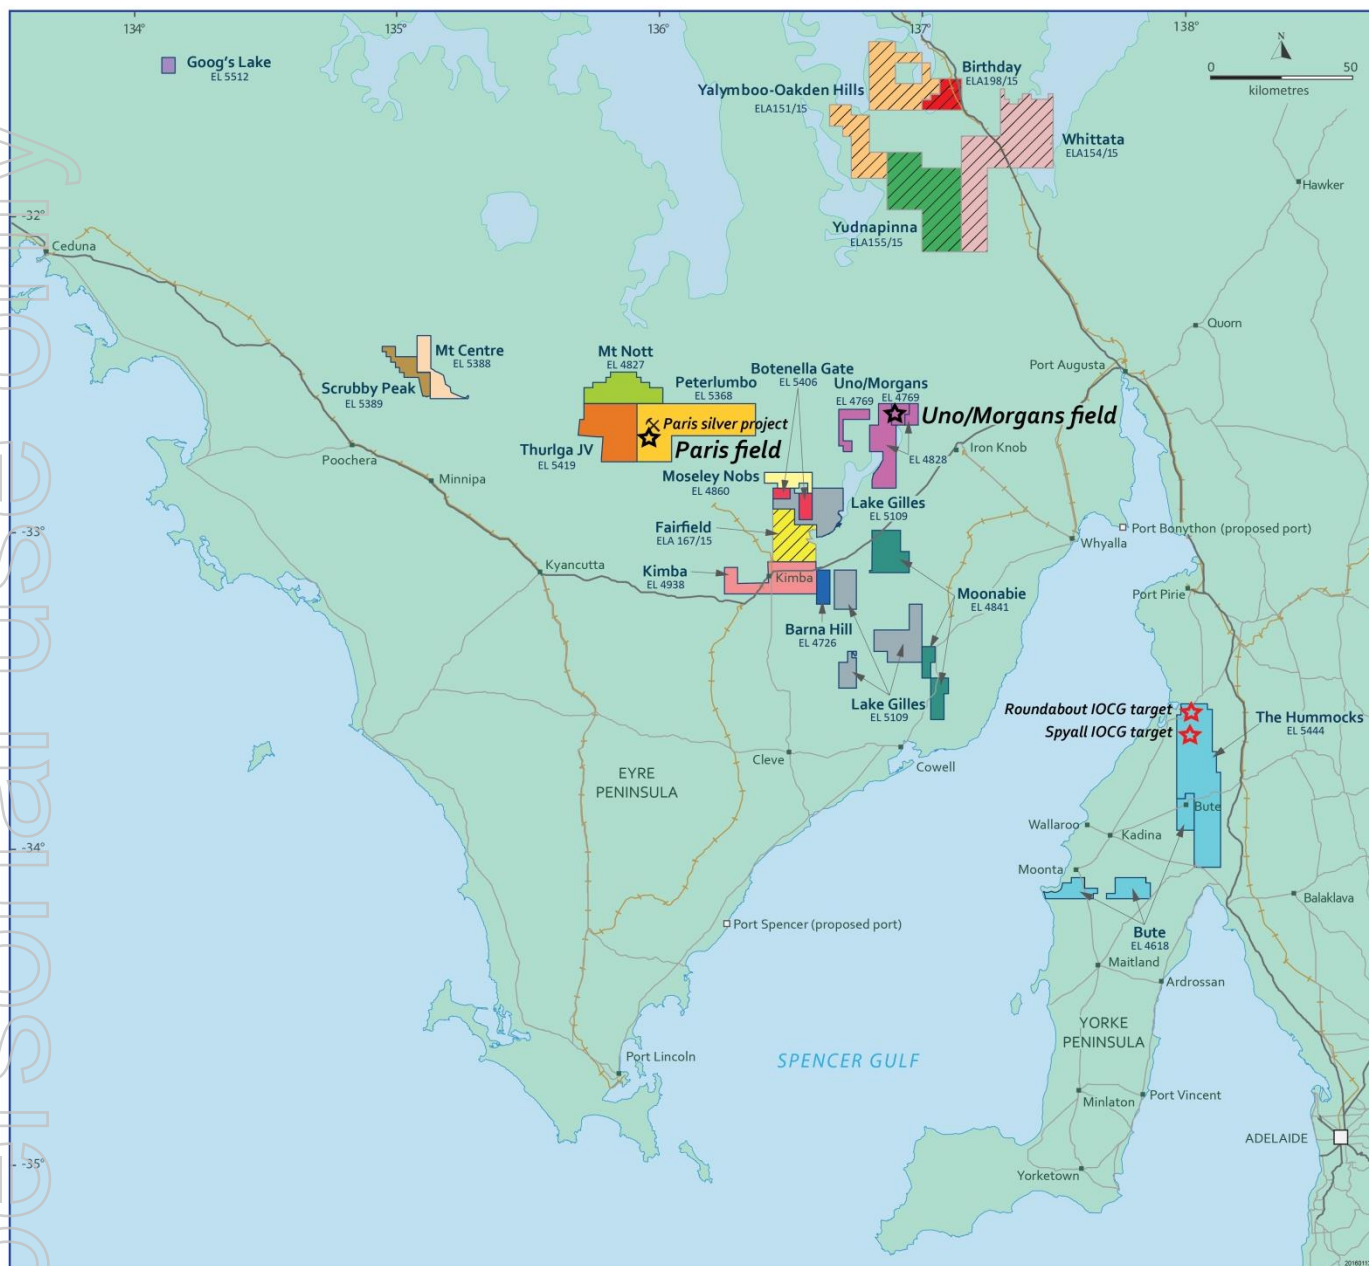 134°
135°
136°
137°
138°
N
0
50
kilometres
Goog's Lake
EL 5512
Yalymboo-Oakden Hills
ELA151/15
Birthday
ELA198/15
Whittata
ELA154/15
Hawker
-32°
Yudnapinna
ELA155/15
Ceduna
Quorn
Mt Centre
EL 5388
Scrubby Peak
EL 5389
Mt Nott
EL 4827
Botenella Gate
EL 5406
Peterlumbo
EL 5368
Uno/Morgans
EL 4769
EL 4769
Port Augusta
Paris silver project
Paris field
Uno/Morgans field
Thurlga JV
EL 5419
EL 4828
Iron Knob
Poochera
Minnipa
Moseley Nobs
EL 4860
Lake Gilles
EL 5109
-33°
Fairfield
ELA 167/15
Port Bonython (proposed port)
Whyalla
Kyancutta
Kimba
EL 4938
Kimba
Moonabie
EL 4841
Port Pirie
Barna Hill
EL 4726
Lake Gilles
EL 5109
Roundabout IOCG target
Spyall IOCG target
The Hummocks
EL 5444
Cleve
Cowell
EYRE
PENINSULA
Bute
Wallaroo
Kadina
-34°
Moonta
Balaklava
Port Spencer (proposed port)
Bute
EL 4618
Maitland
Ardrossan
YORKE
PENINSULA
Port Lincoln
SPENCER GULF
Minlaton
Port Vincent
ADELAIDE
-35°
Yorketown